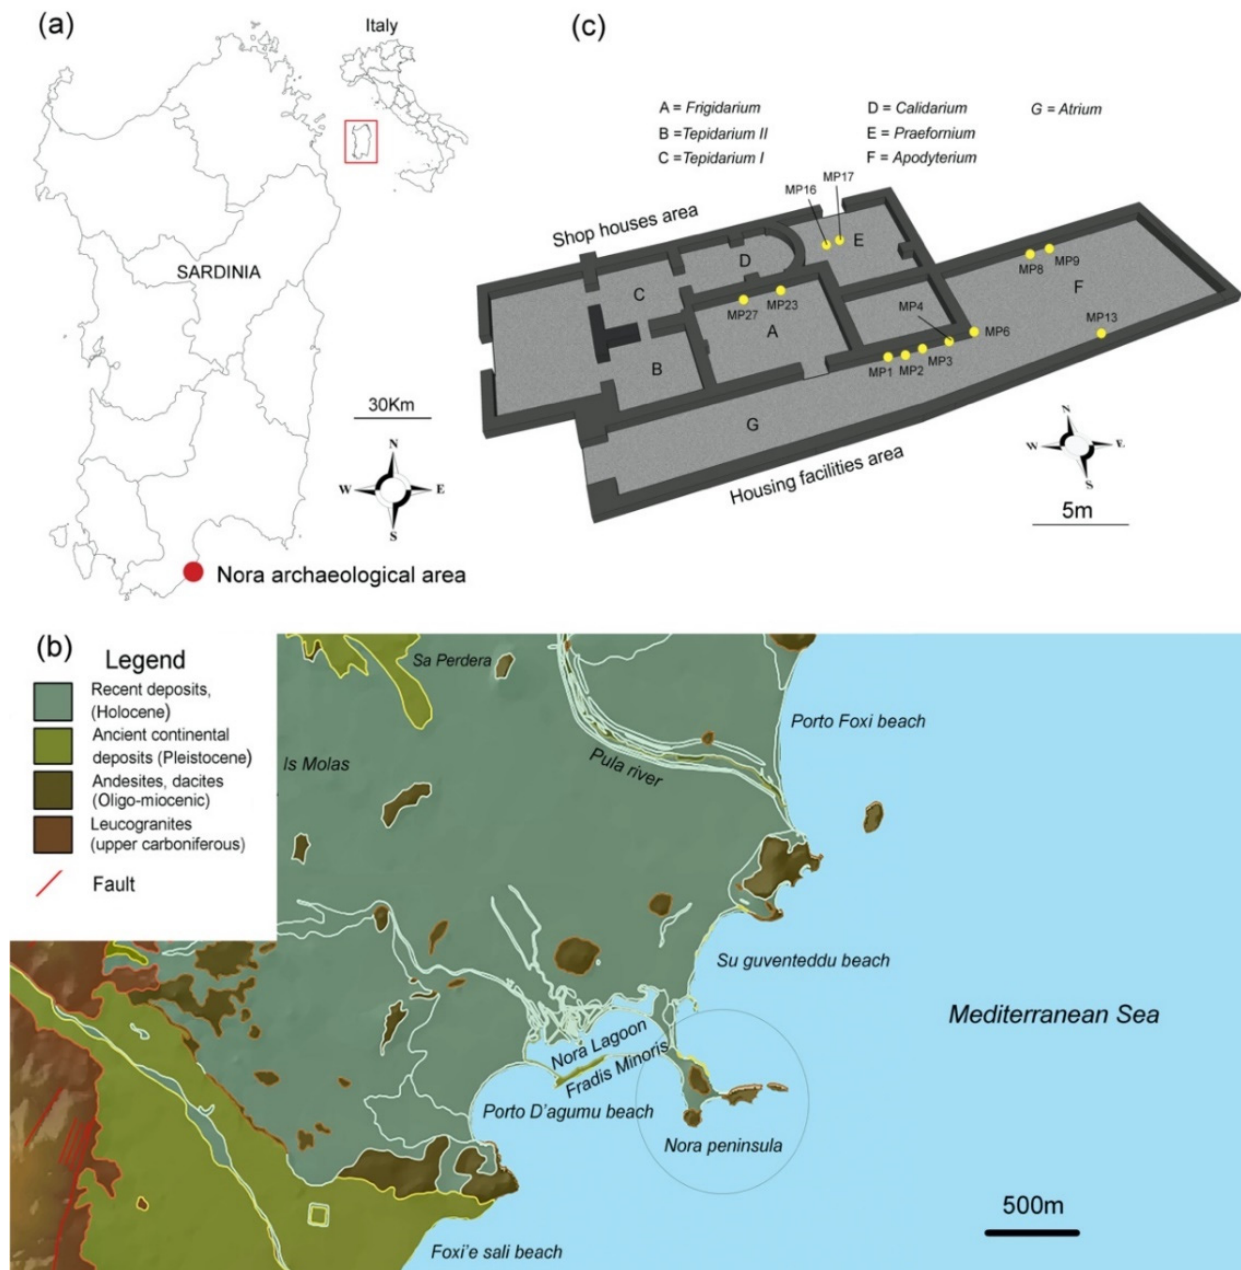 (a)
Italy
SARDINIA
30Km
N
W
E
S
Nora archaeological area
(c)
A = Frigidarium
D = Calidarium
G = Atrium
B =Tepidarium II
E = Praefornium
C =Tepidarium I
F = Apodyterium
MP17
MP16
Shop houses area
E
D
MP8
MP9
C
F
MP27
MP23
MP4
MP13
A
MP6
MP3
MP2
MP1
B
G
Housing facilities area
N
W
E
S
5m
(b)
Legend
Recent deposits,
(Holocene)
Ancient continental
deposits (Pleistocene)
Andesites, dacites
(Oligo-miocenic)
Leucogranites
(upper carboniferous)
Fault
Sa Perdera
Porto Foxi beach
Is Molas
Pula river
Su guventeddu beach
Mediterranean Sea
Nora Lagoon
Fradis Minoris
Porto D'agumu beach
Nora peninsula
500m
Foxi'e sali beach